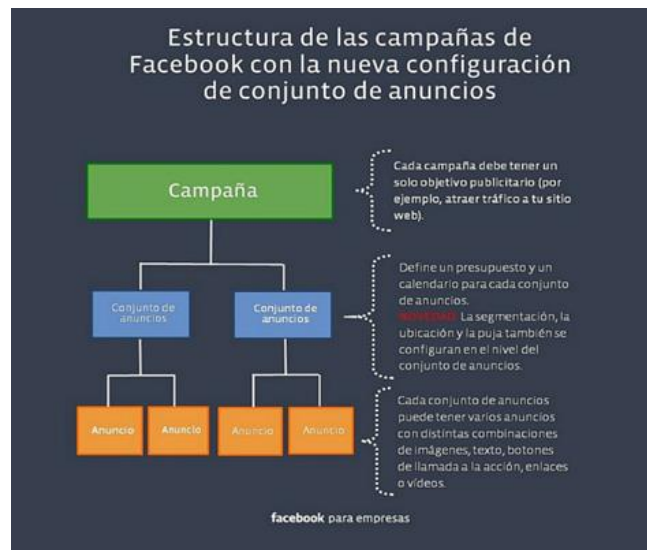 Estructura de las campañas de
Facebook con la nueva configuración
de conjunto de anuncios
Campaña
Cada campaña debe tener un
solo objetivo publicitario (por
ejemplo, atraer tráfico a tu sitio
web).
Conjunto de
anuncios
Conjunto de
anuncios
Define un presupuesto y un
calendario para cada conjunto
de anuncios.
NOVEDAD: La segmentación, la
ubicación y la puja también se
configuran en el nivel del
conjunto de anuncios.
Anuncio
Anuncio
Anuncio
Anuncio
Cada conjunto de anuncios
puede tener varios anuncios
con distintas combinaciones
de imágenes, texto, botones
de llamada a la acción, enlaces
o vídeos.
facebook para empresas